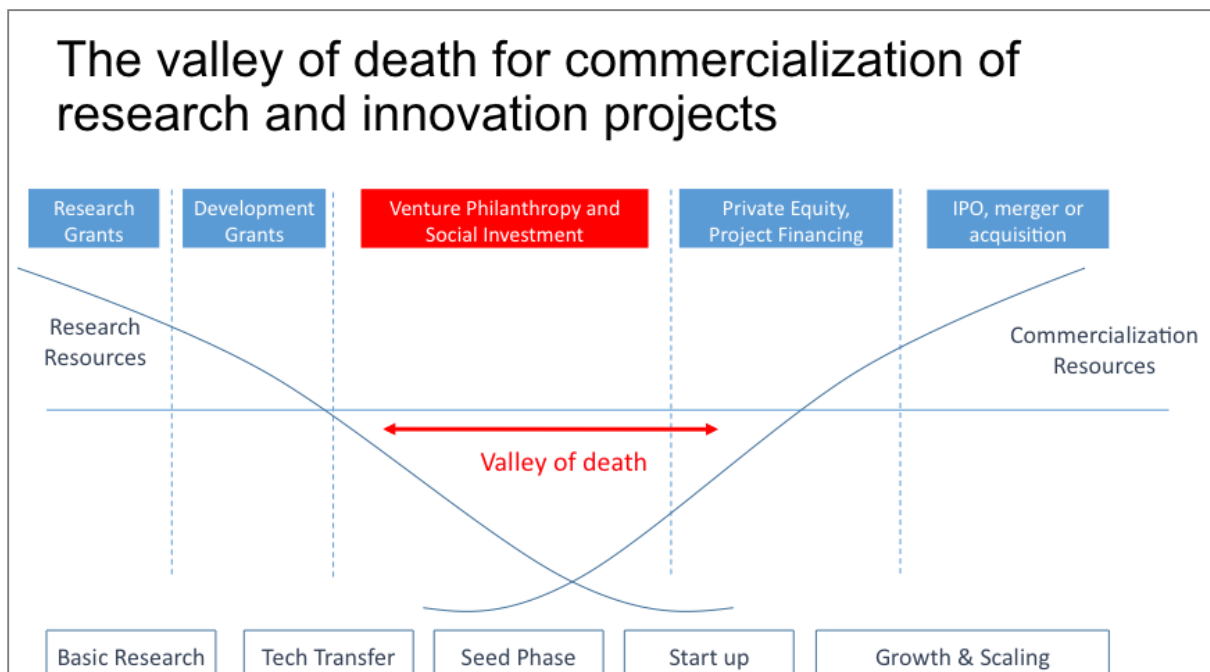 The valley of death for commercialization of
research and innovation projects
Research
Grants
Development
Grants
Venture Philanthropy and
Social Investment
Private Equity,
Project Financing
IPO, merger or
acquisition
Research
Resources
Commercialization
Resources
Valley of death
Basic Research
Tech Transfer
Seed Phase
Start up
Growth & Scaling